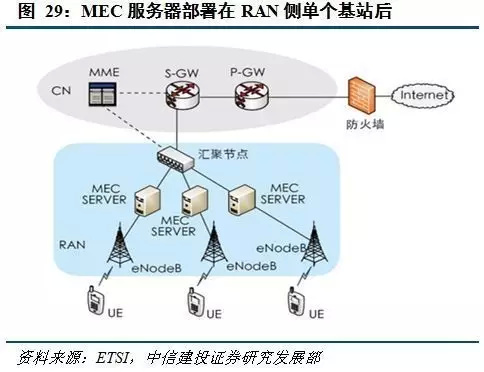 图 29：MEC 服务器部署在 RAN 侧单个基站后
MME
S-GW
P-GW
CN
Internet
防火墙
汇聚节点
MEC
SERVER
MEC
SERVER
MEC
SERVER
RAN
eNodeB
eNodeB
eNodeB
UE
UE
UE
资料来源：ETSI，中信建投证券研究发展部